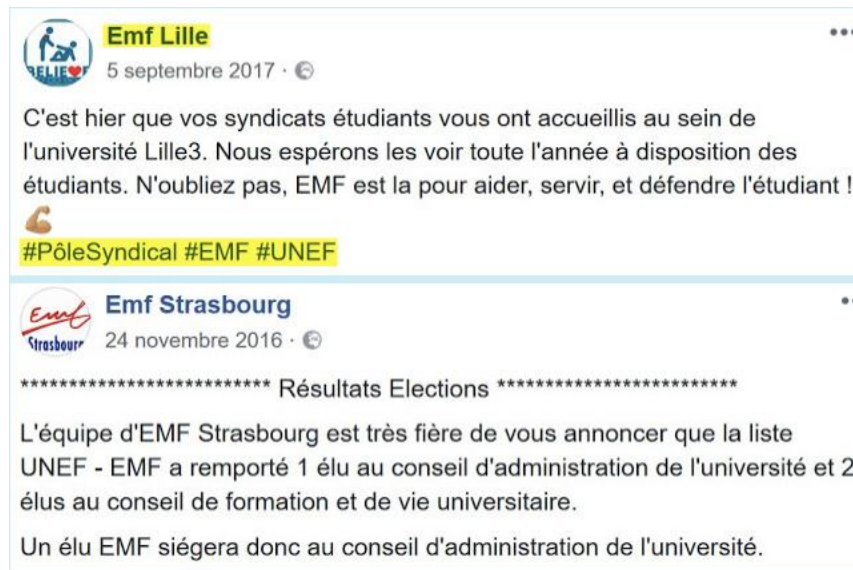 Emf Lille
5 septembre 2017 ·
BELIE♥F
C'est hier que vos syndicats étudiants vous ont accueillis au sein de
l'université Lille3. Nous espérons les voir toute l'année à disposition des
étudiants. N'oubliez pas, EMF est la pour aider, servir, et défendre l'étudiant !
💪🏽
#PôleSyndical #EMF #UNEF
Emf Strasbourg
Emf
Strasbourg
24 novembre 2016 ·
************************** Résultats Elections *************************
L'équipe d'EMF Strasbourg est très fière de vous annoncer que la liste
UNEF - EMF a remporté 1 élu au conseil d'administration de l'université et 2
élus au conseil de formation et de vie universitaire.
Un élu EMF siégera donc au conseil d'administration de l'université.